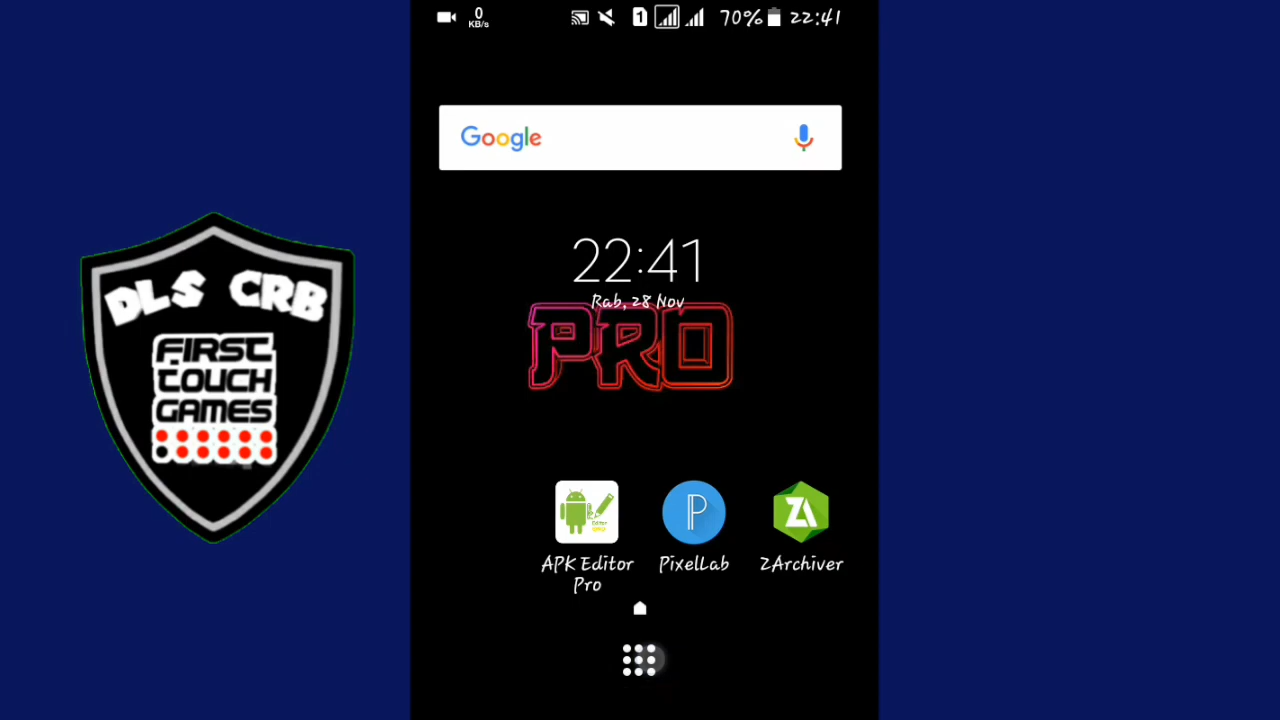 0
KB/s
1
70%
22:41
Google
22:41
Rab, 28 Nov
PRO
DLS CRB
FIRST
TOUCH
GAMES
APK Editor
Pro
PixelLab
ZArchiver